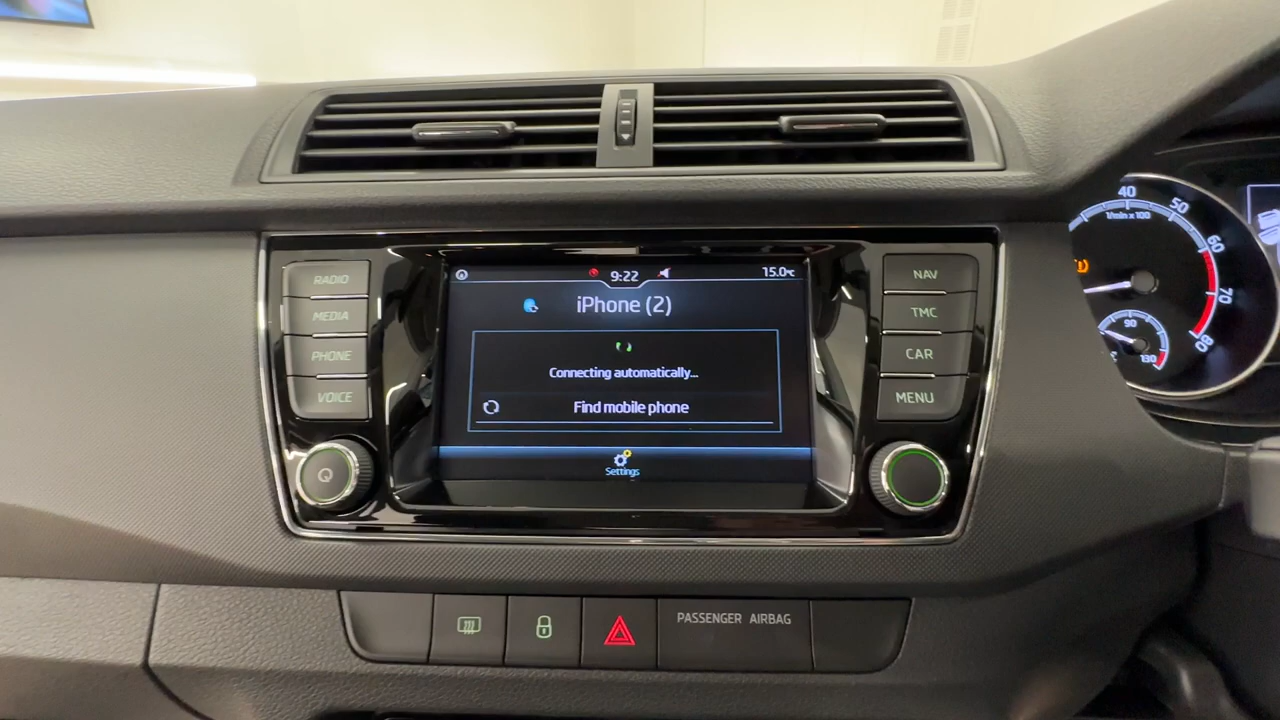 9:22
15.0°C
iPhone (2)
Connecting automatically...
Find mobile phone
Settings
RADIO
MEDIA
PHONE
VOICE
NAV
TMC
CAR
MENU
PASSENGER AIRBAG
40
50
60
70
80
1/min x 100
90
130